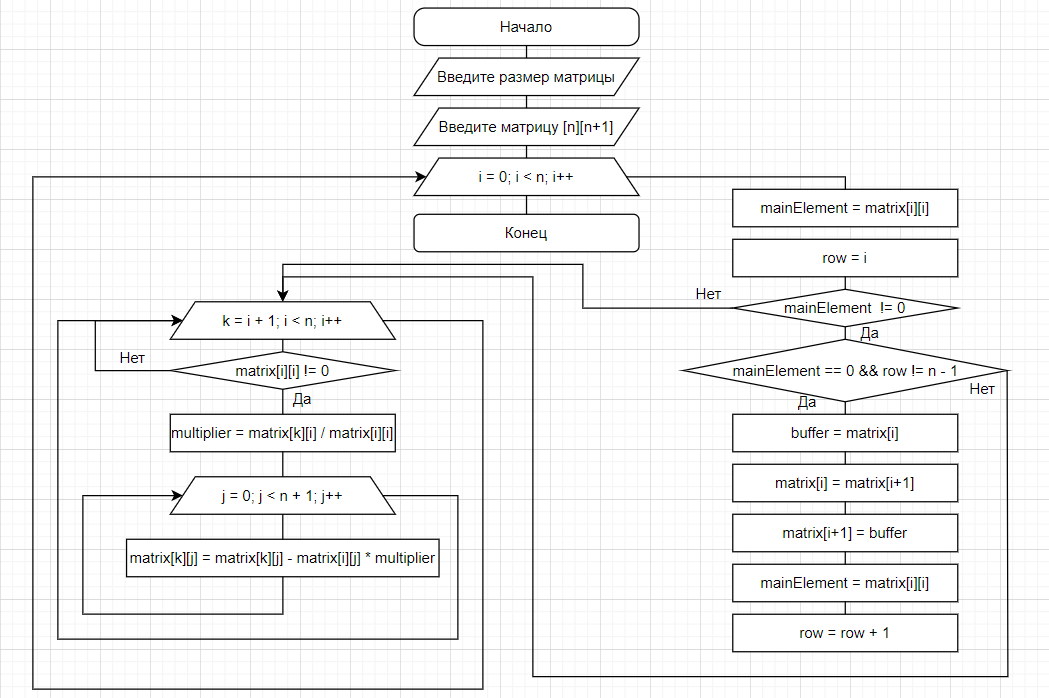 Начало
Введите размер матрицы
Введите матрицу [n][n+1]
i = 0; i < n; i++
Конец
mainElement = matrix[i][i]
row = i
mainElement != 0
Нет
Да
mainElement == 0 && row != n - 1
Нет
Да
buffer = matrix[i]
matrix[i] = matrix[i+1]
matrix[i+1] = buffer
mainElement = matrix[i][i]
row = row + 1
k = i + 1; i < n; i++
Нет
matrix[i][i] != 0
Да
multiplier = matrix[k][i] / matrix[i][i]
j = 0; j < n + 1; j++
matrix[k][j] = matrix[k][j] - matrix[i][j] * multiplier